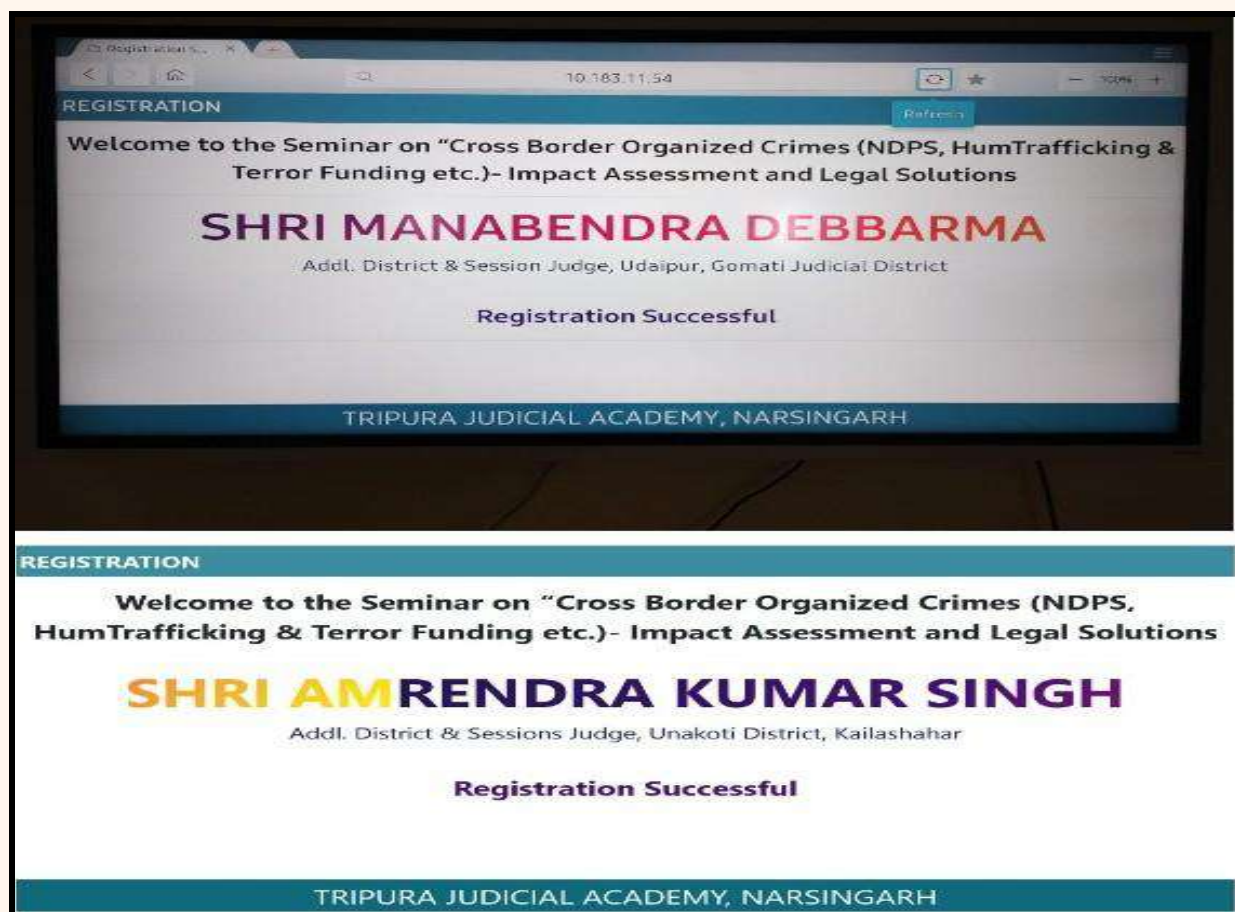 Registration s...
10.183.11.54
100%
REGISTRATION
Refresh
Welcome to the Seminar on “Cross Border Organized Crimes (NDPS, HumTrafficking &
Terror Funding etc.)- Impact Assessment and Legal Solutions
SHRI MANABENDRA DEBBARMA
Addl. District & Session Judge, Udaipur, Gomati Judicial District
Registration Successful
TRIPURA JUDICIAL ACADEMY, NARSINGARH
REGISTRATION
Welcome to the Seminar on “Cross Border Organized Crimes (NDPS,
HumTrafficking & Terror Funding etc.)- Impact Assessment and Legal Solutions
SHRI AMRENDRA KUMAR SINGH
Addl. District & Sessions Judge, Unakoti District, Kailashahar
Registration Successful
TRIPURA JUDICIAL ACADEMY, NARSINGARH